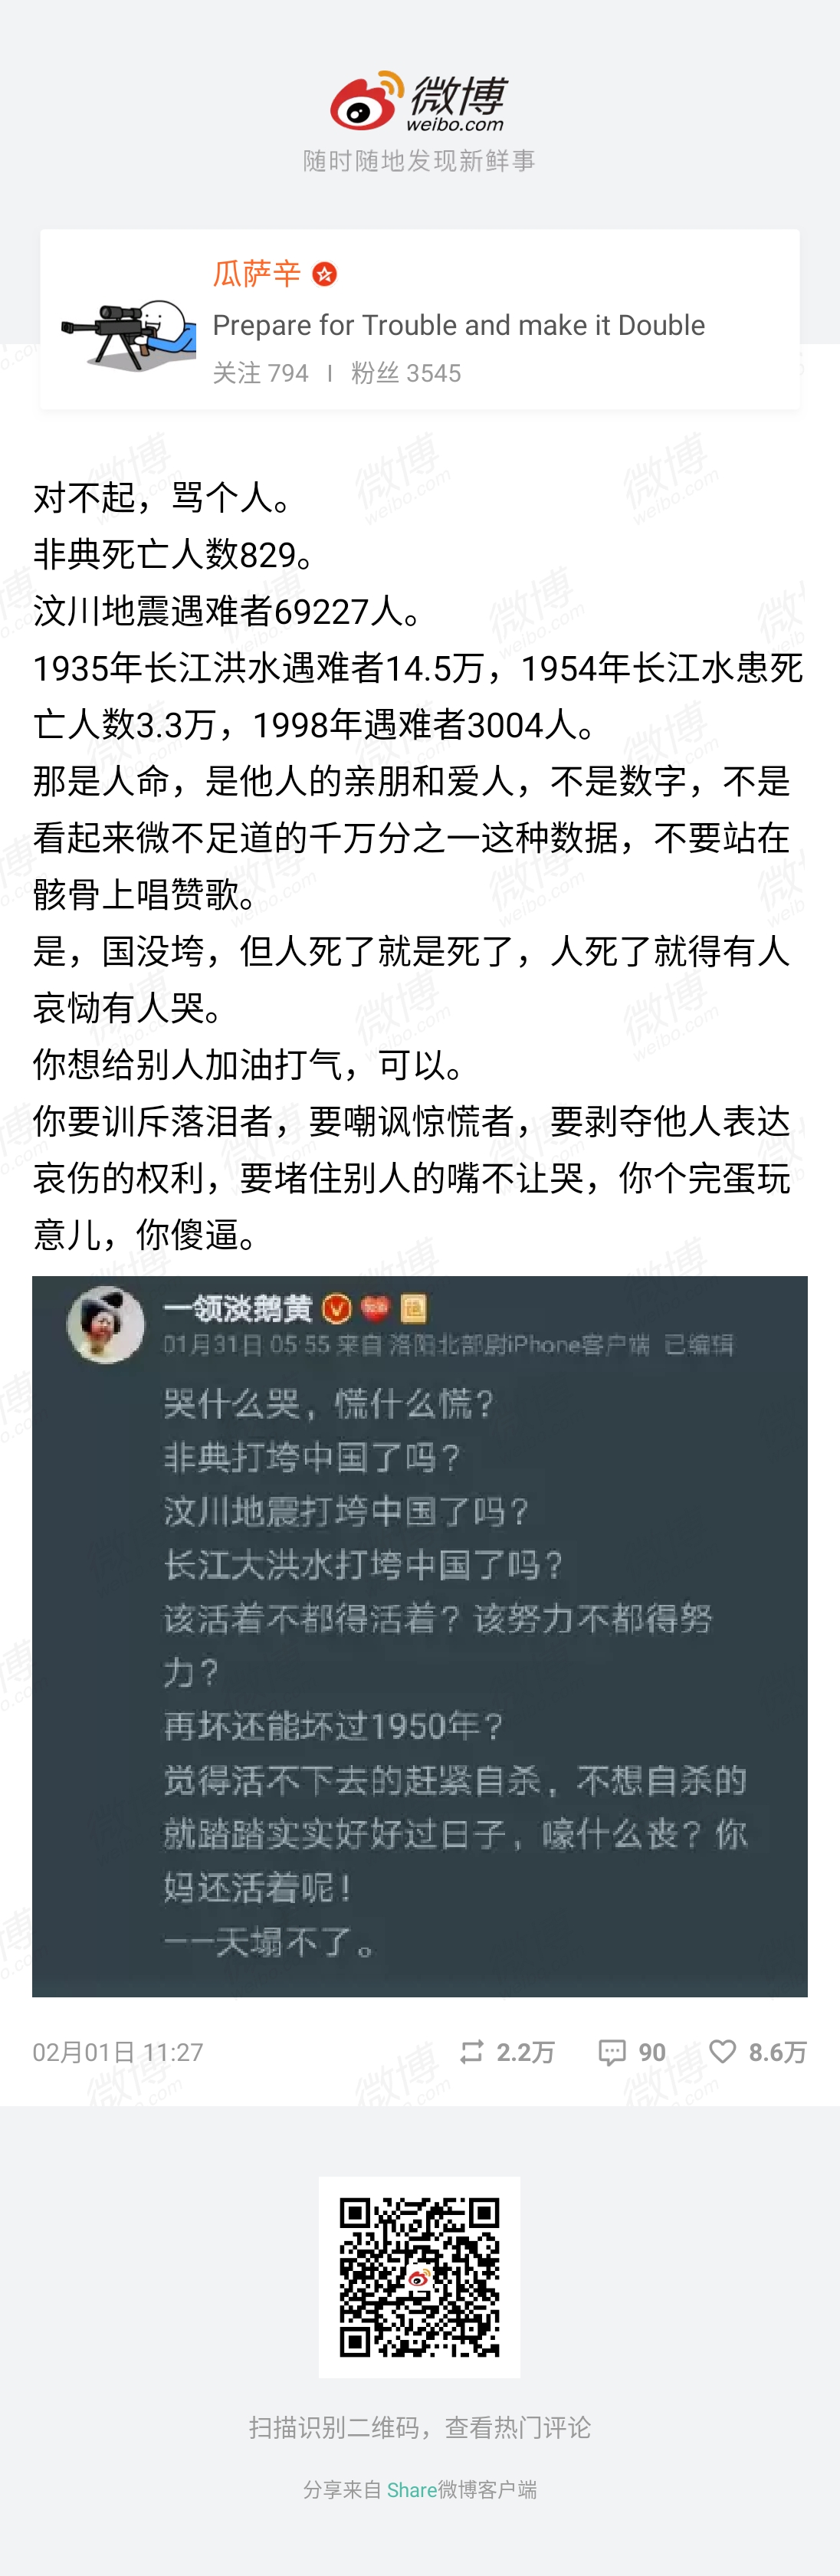 微博
weibo.com
随时随地发现新鲜事
瓜萨辛
Prepare for Trouble and make it Double
关注 794 | 粉丝 3545
对不起，骂个人。
非典死亡人数829。
汶川地震遇难者69227人。
1935年长江洪水遇难者14.5万，1954年长江水患死
亡人数3.3万，1998年遇难者3004人。
那是人命，是他人的亲朋和爱人，不是数字，不是
看起来微不足道的千万分之一这种数据，不要站在
骸骨上唱赞歌。
是，国没垮，但人死了就是死了，人死了就得有人
哀恸有人哭。
你想给别人加油打气，可以。
你要训斥落泪者，要嘲讽惊慌者，要剥夺他人表达
哀伤的权利，要堵住别人的嘴不让哭，你个完蛋玩
意儿，你傻逼。
一领淡鹅黄
01月31日 05:55 来自 洛阳北部尉iPhone客户端 已编辑
哭什么哭，慌什么慌？
非典打垮中国了吗？
汶川地震打垮中国了吗？
长江大洪水打垮中国了吗？
该活着不都得活着？该努力不都得努
力？
再坏还能坏过1950年？
觉得活不下去的赶紧自杀，不想自杀的
就踏踏实实好好过日子，嚎什么丧？你
妈还活着呢！
——天塌不了。
02月01日 11:27 2.2万 90 8.6万
扫描识别二维码，查看热门评论
分享来自 Share微博客户端